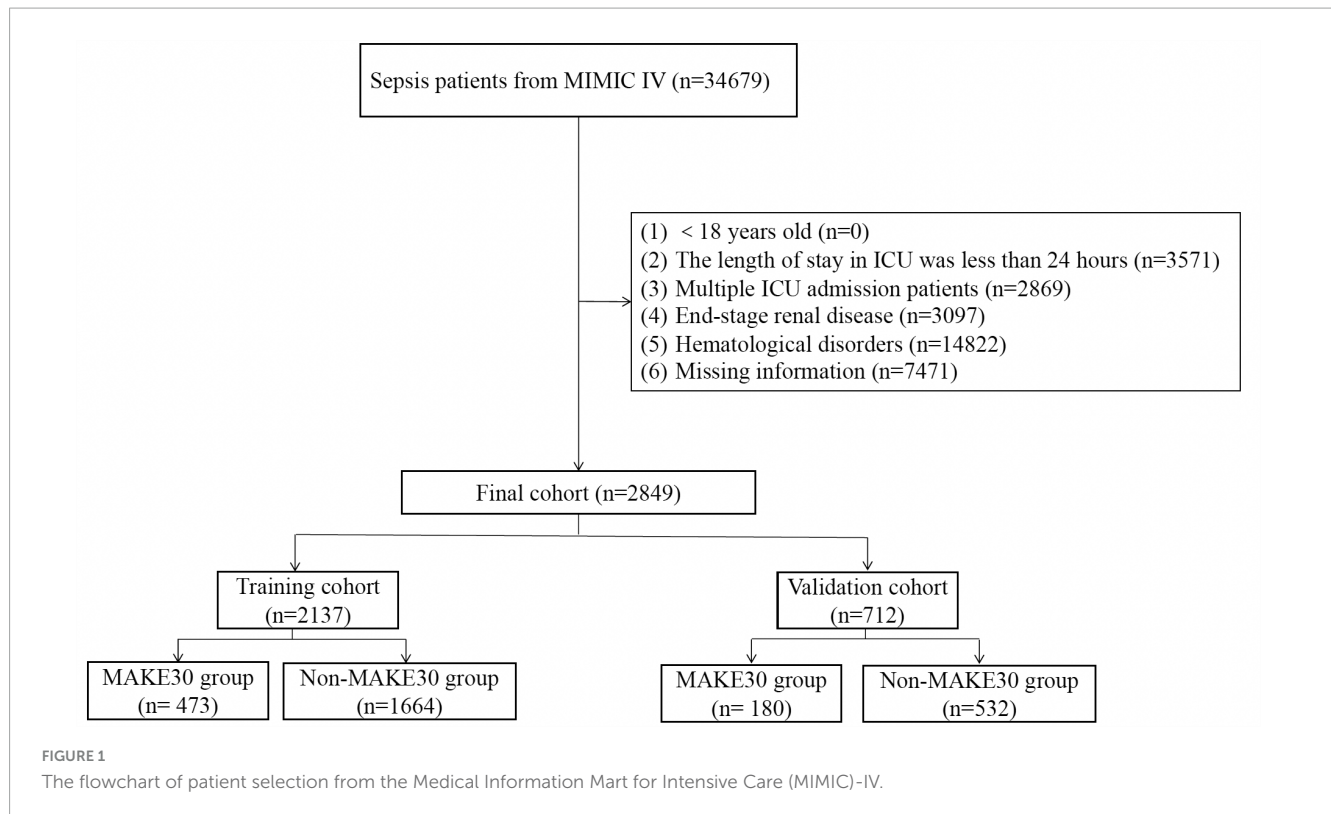 Sepsis patients from MIMIC IV (n=34679)
(1) < 18 years old (n=0)
(2) The length of stay in ICU was less than 24 hours (n=3571)
(3) Multiple ICU admission patients (n=2869)
(4) End-stage renal disease (n=3097)
(5) Hematological disorders (n=14822)
(6) Missing information (n=7471)
Final cohort (n=2849)
Training cohort
(n=2137)
Validation cohort
(n=712)
MAKE30 group
(n= 473)
Non-MAKE30 group
(n=1664)
MAKE30 group
(n= 180)
Non-MAKE30 group
(n=532)
FIGURE 1
The flowchart of patient selection from the Medical Information Mart for Intensive Care (MIMIC)-IV.